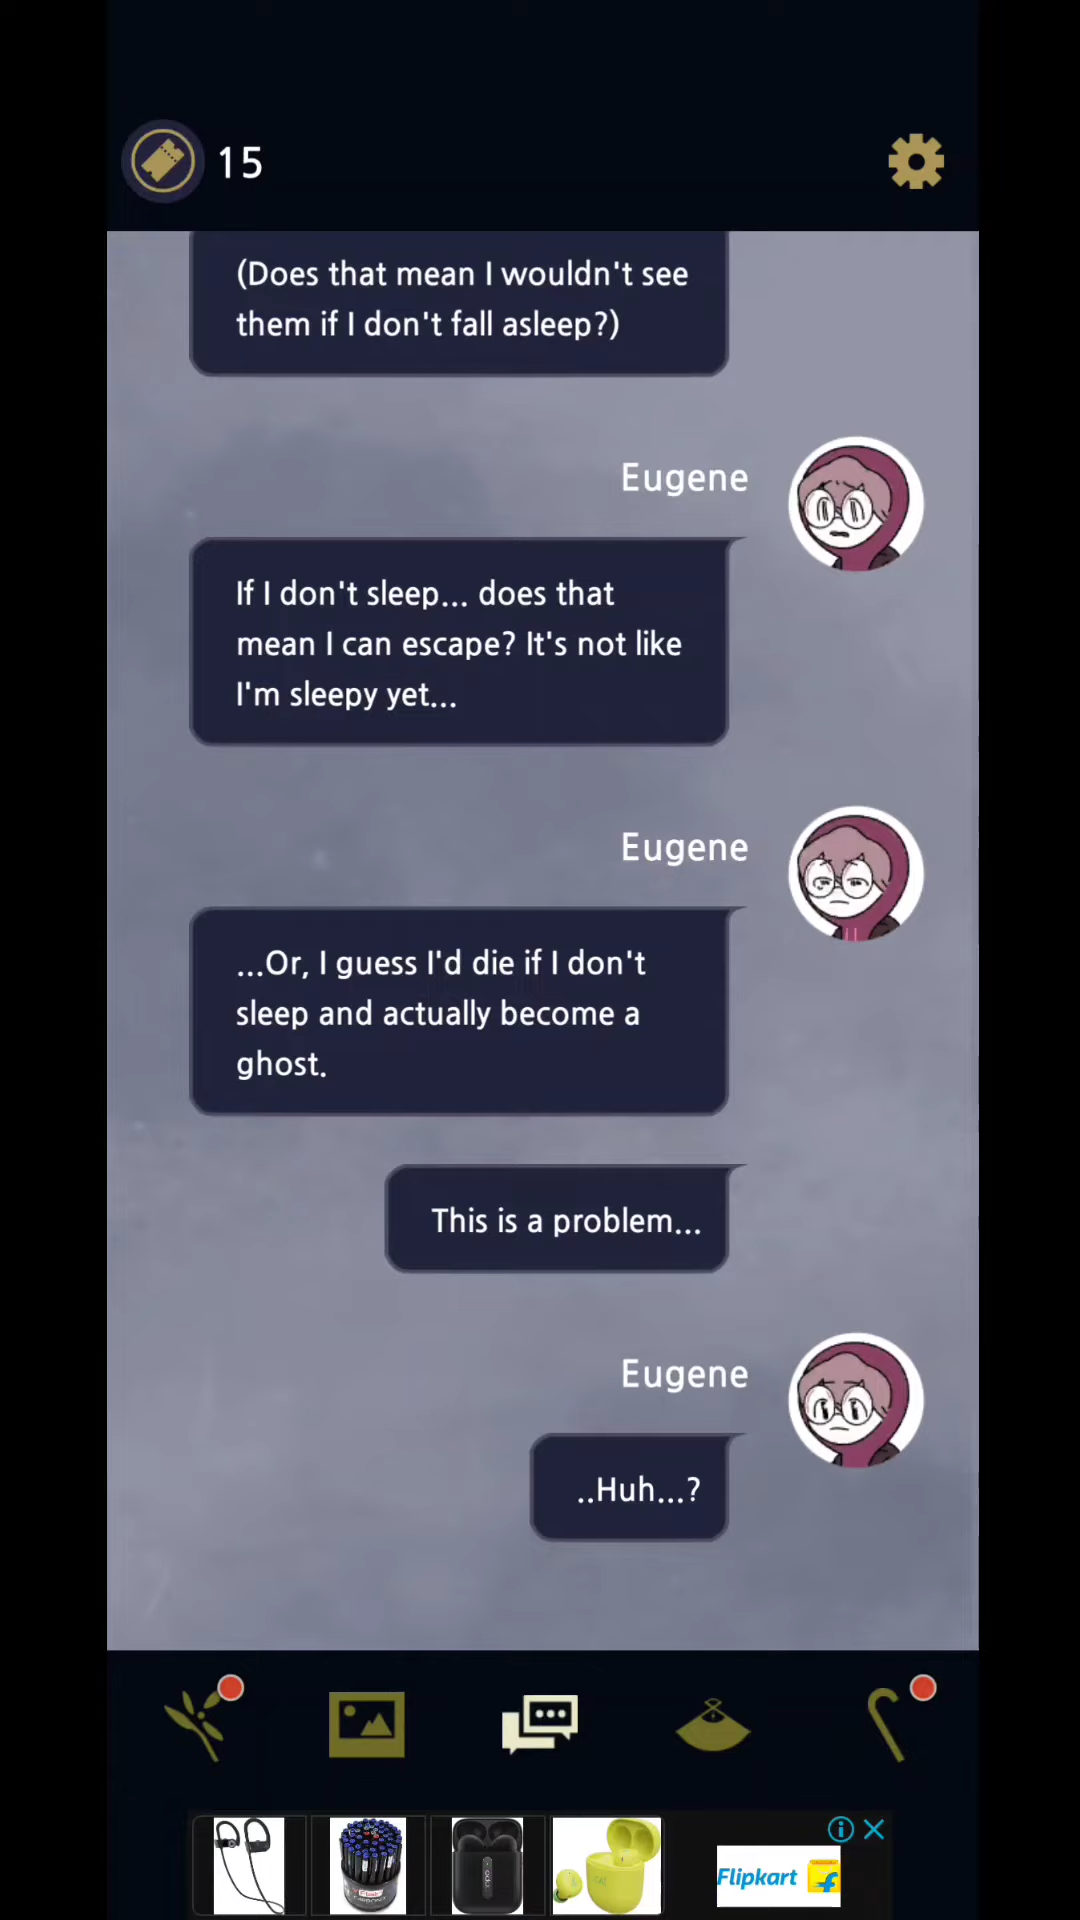 15
(Does that mean I wouldn't see
them if I don't fall asleep?)
Eugene
If I don't sleep... does that
mean I can escape? It's not like
I'm sleepy yet...
Eugene
...Or, I guess I'd die if I don't
sleep and actually become a
ghost.
This is a problem...
Eugene
..Huh...?
Flipkart